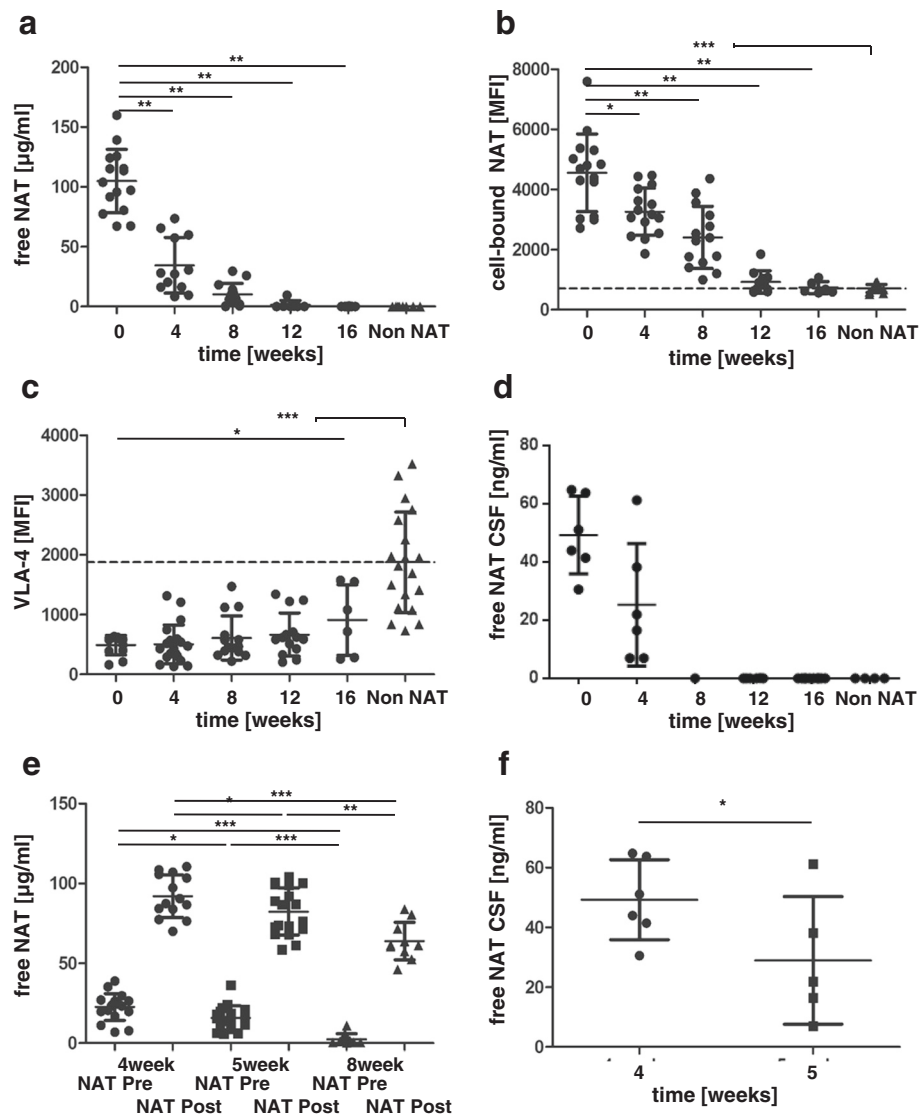 a
**
**
**
**
free NAT [µg/ml]
200
150
100
50
0
0 4 8 12 16 Non NAT
time [weeks]
b
***
**
**
**
*
cell-bound NAT [MFI]
8000
6000
4000
2000
0
0 4 8 12 16 Non NAT
time [weeks]
c
***
*
VLA-4 [MFI]
4000
3000
2000
1000
0
0 4 8 12 16 Non NAT
time [weeks]
d
free NAT CSF [ng/ml]
80
60
40
20
0
0 4 8 12 16 Non NAT
time [weeks]
e
***
* **
***
* ***
free NAT [µg/ml]
150
100
50
0
4week 5week 8week
NAT Pre NAT Pre NAT Pre
NAT Post NAT Post NAT Post
f
*
free NAT CSF [ng/ml]
80
60
40
20
0
4 5
time [weeks]